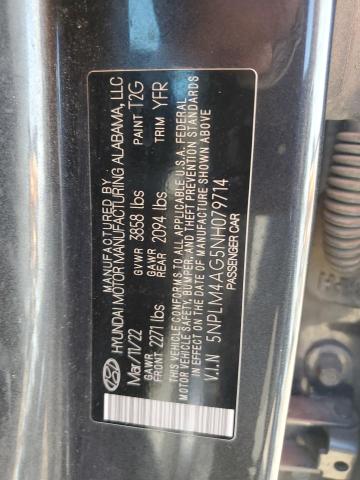 MANUFACTURED BY
HYUNDAI MOTOR MANUFACTURING ALABAMA, LLC
Mar/11/22 GVWR 3858 lbs PAINT T2G
GAWR FRONT 2271 lbs GAWR REAR 2094 lbs TRIM YFR
THIS VEHICLE CONFORMS TO ALL APPLICABLE U.S.A. FEDERAL
MOTOR VEHICLE SAFETY, BUMPER, AND THEFT PREVENTION STANDARDS
IN EFFECT ON THE DATE OF MANUFACTURE SHOWN ABOVE
V.I.N 5NPLM4AG5NH079714
PASSENGER CAR